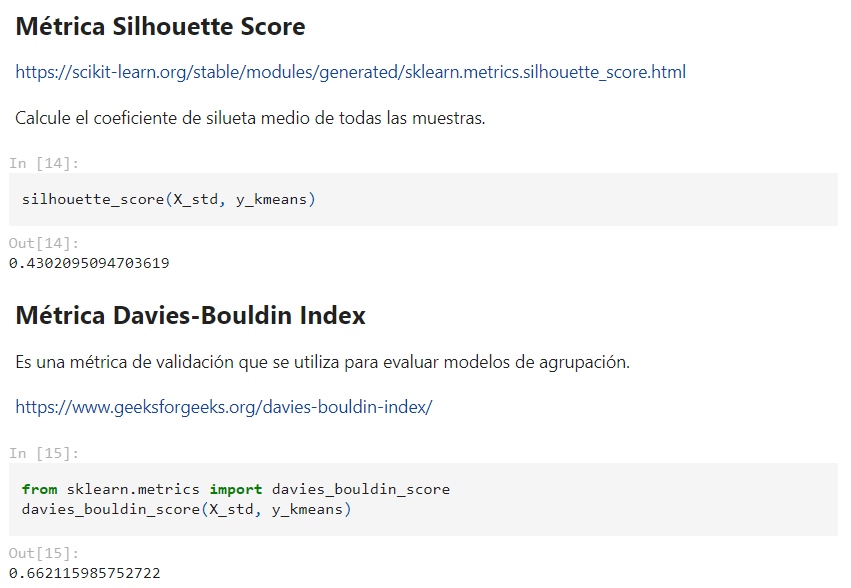 Métrica Silhouette Score
https://scikit-learn.org/stable/modules/generated/sklearn.metrics.silhouette_score.html
Calcule el coeficiente de silueta medio de todas las muestras.
In [14]:
silhouette_score(X_std, y_kmeans)
Out[14]:
0.4302095094703619
Métrica Davies-Bouldin Index
Es una métrica de validación que se utiliza para evaluar modelos de agrupación.
https://www.geeksforgeeks.org/davies-bouldin-index/
In [15]:
from sklearn.metrics import davies_bouldin_score
davies_bouldin_score(X_std, y_kmeans)
Out[15]:
0.662115985752722